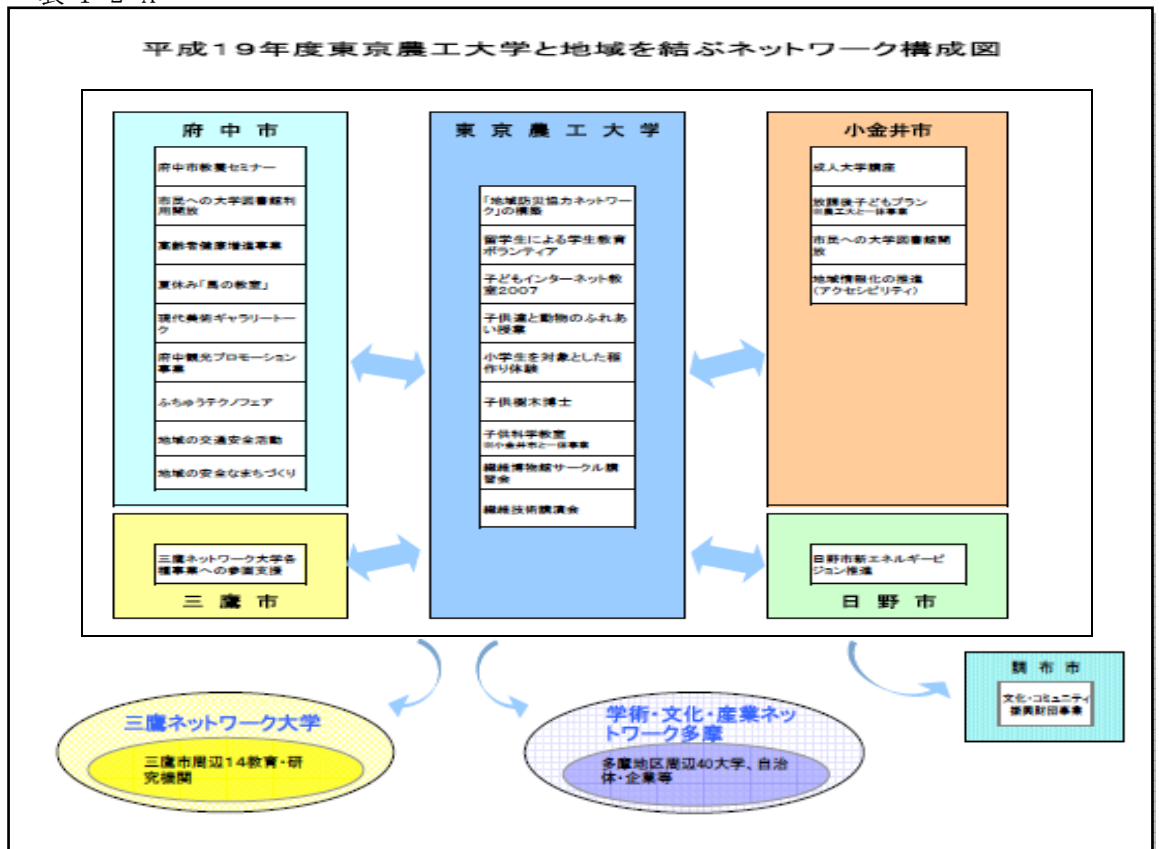 表 1-2-A
平成19年度東京農工大学と地域を結ぶネットワーク構成図
府中市
府中市教養セミナー
市民への大学図書館利
用開放
高齢者健康増進事業
夏休み「馬の教室」
現代美術ギャラリートー
ク
府中観光プロモーション
事業
ふちゅうテクノフェア
地域の交通安全活動
地域の安全なまちづくり
三鷹ネットワーク大学各
種事業への参画支援
三鷹市
東京農工大学
「地域防災協力ネットワー
ク」の構築
留学生による学生教育
ボランティア
子どもインターネット教
室2007
子供達と動物のふれあ
い授業
小学生を対象とした稲
作り体験
子供樹木博士
子供科学教室
※小金井市と一体事業
繊維博物館サークル講
習会
繊維技術講演会
小金井市
成人大学講座
放課後子どもプラン
※農工大と一体事業
市民への大学図書館開
放
地域情報化の推進
(アクセシビリティ)
日野市新エネルギービ
ジョン推進
日野市
三鷹ネットワーク大学
三鷹市周辺14教育・研
究機関
学術・文化・産業ネッ
トワーク多摩
多摩地区周辺40大学、自治
体・企業等
調布市
文化・コミュニティ
振興財団事業